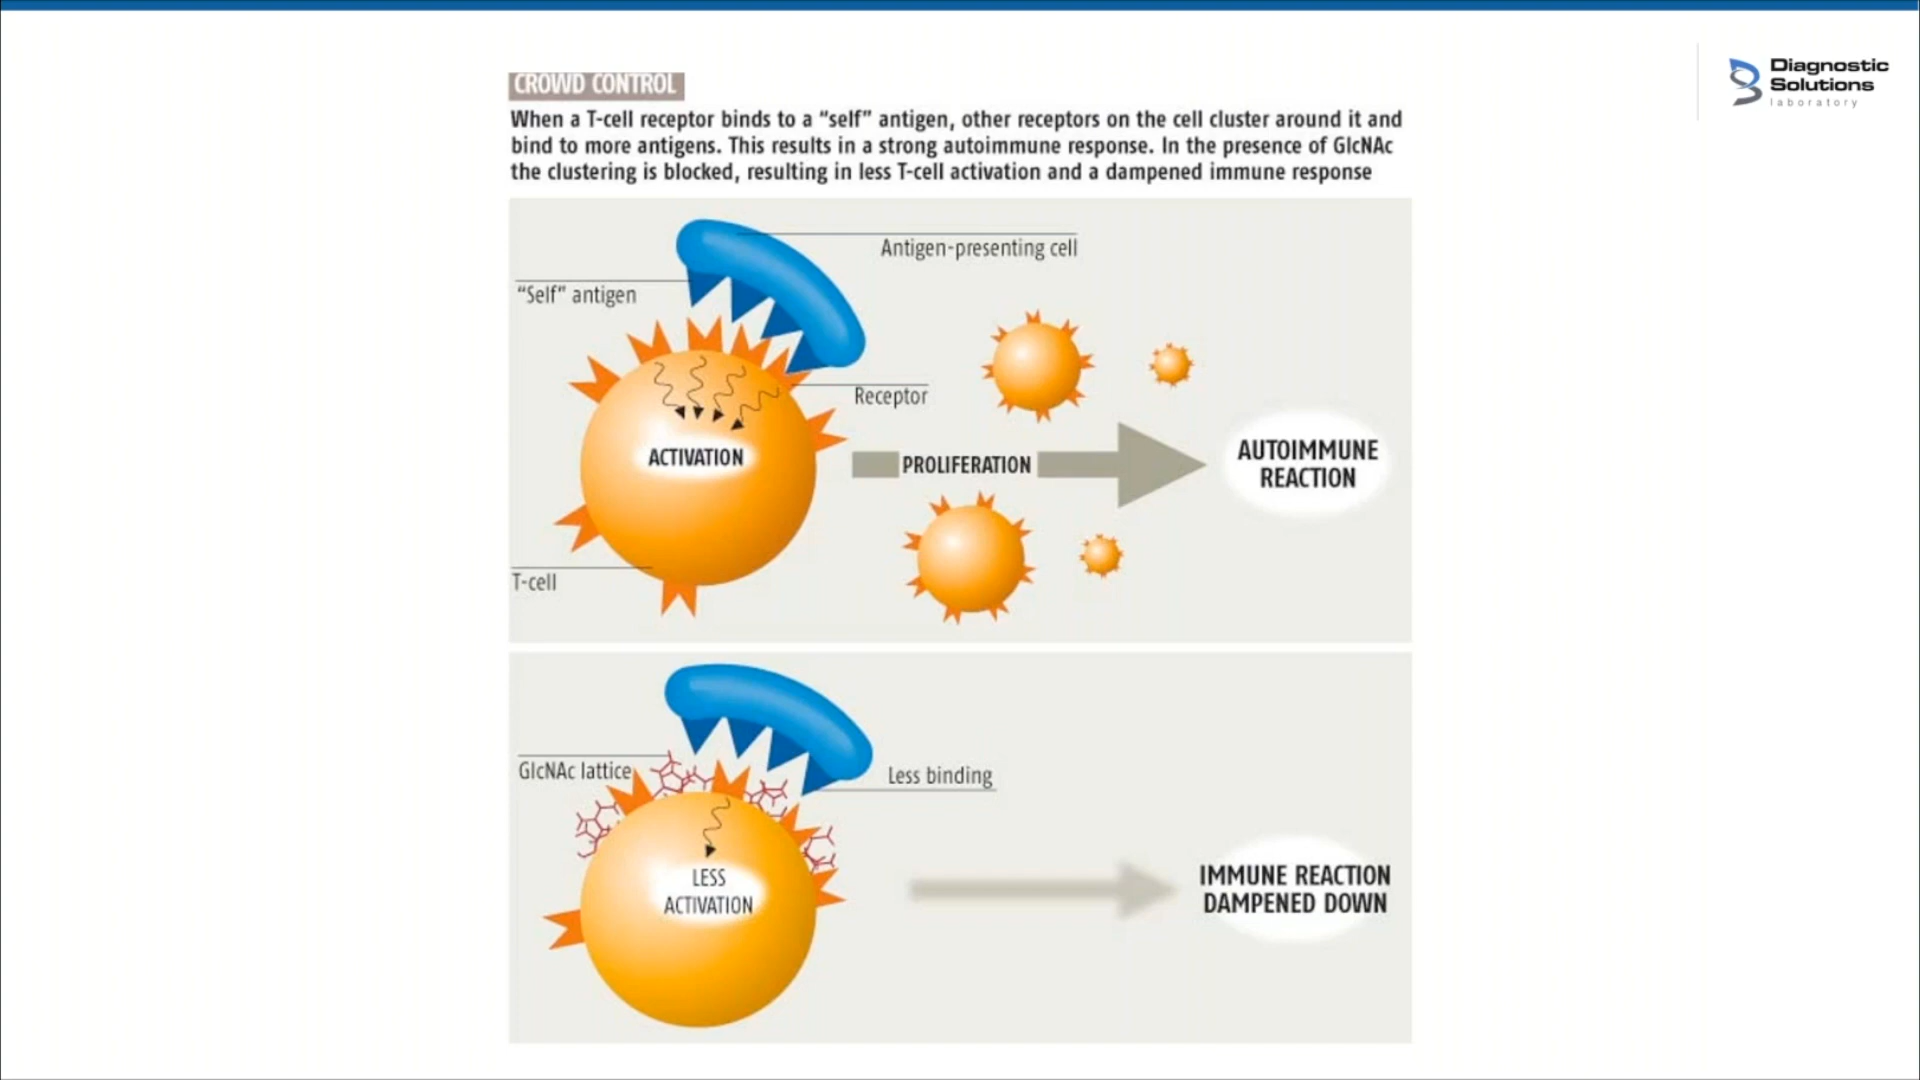 Diagnostic
Solutions
laboratory
CROWD CONTROL
When a T-cell receptor binds to a “self” antigen, other receptors on the cell cluster around it and
bind to more antigens. This results in a strong autoimmune response. In the presence of GlcNAc
the clustering is blocked, resulting in less T-cell activation and a dampened immune response
Antigen-presenting cell
“Self” antigen
Receptor
ACTIVATION
PROLIFERATION
AUTOIMMUNE
REACTION
T-cell
GlcNAc lattice
Less binding
LESS
ACTIVATION
IMMUNE REACTION
DAMPENED DOWN